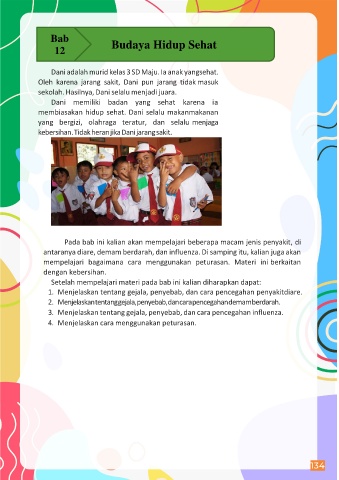 Bab
12
Budaya Hidup Sehat
Dani adalah murid kelas 3 SD Maju. Ia anak yangsehat.
Oleh karena jarang sakit, Dani pun jarang tidak masuk
sekolah. Hasilnya, Dani selalu menjadi juara.
Dani memiliki badan yang sehat karena ia
membiasakan hidup sehat. Dani selalu makanmakanan
yang bergizi, olahraga teratur, dan selalu menjaga
kebersihan. Tidak heran jika Dani jarang sakit.
Pada bab ini kalian akan mempelajari beberapa macam jenis penyakit, di
antaranya diare, demam berdarah, dan influenza. Di samping itu, kalian juga akan
mempelajari bagaimana cara menggunakan peturasan. Materi ini berkaitan
dengan kebersihan.
Setelah mempelajari materi pada bab ini kalian diharapkan dapat:
1. Menjelaskan tentang gejala, penyebab, dan cara pencegahan penyakitdiare.
2. Menjelaskantentanggejala,penyebab,dancarapencegahandemamberdarah.
3. Menjelaskan tentang gejala, penyebab, dan cara pencegahan influenza.
4. Menjelaskan cara menggunakan peturasan.
134